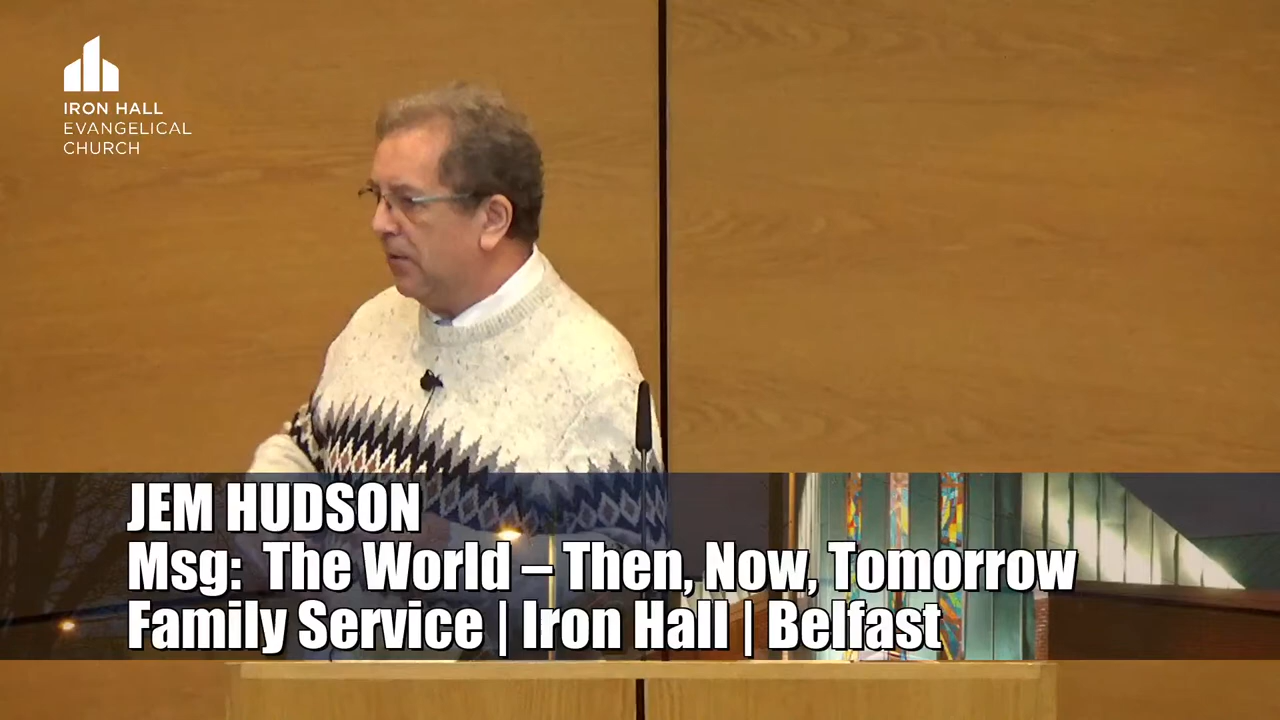 IRON HALL
EVANGELICAL
CHURCH
JEM HUDSON
Msg: The World – Then, Now, Tomorrow
Family Service | Iron Hall | Belfast